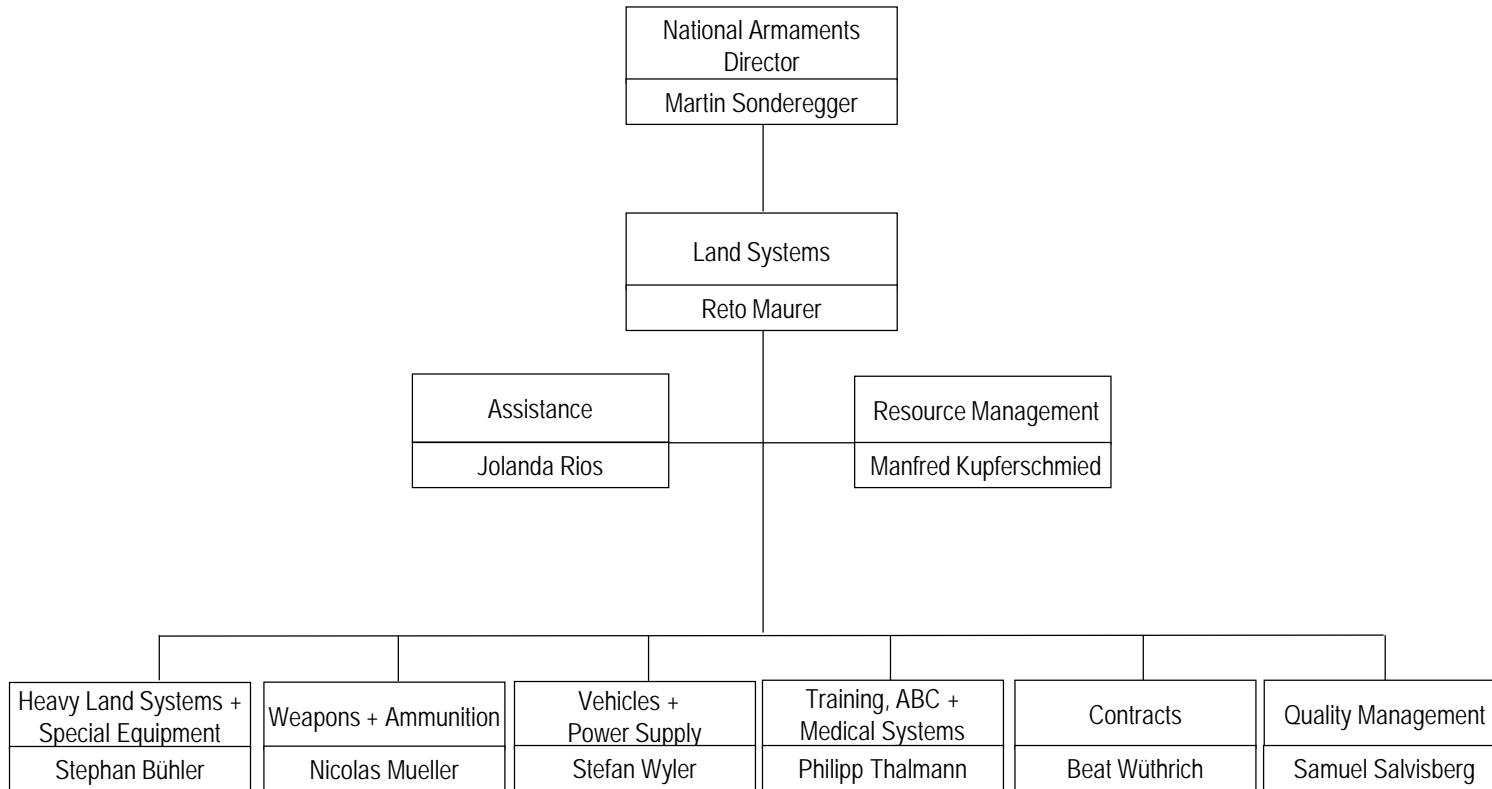 National Armaments
Director
Martin Sonderegger
Land Systems
Reto Maurer
Assistance
Jolanda Rios
Resource Management
Manfred Kupferschmied
Heavy Land Systems +
Special Equipment
Stephan Bühler
Weapons + Ammunition
Nicolas Mueller
Vehicles +
Power Supply
Stefan Wyler
Training, ABC +
Medical Systems
Philipp Thalmann
Contracts
Beat Wüthrich
Quality Management
Samuel Salvisberg